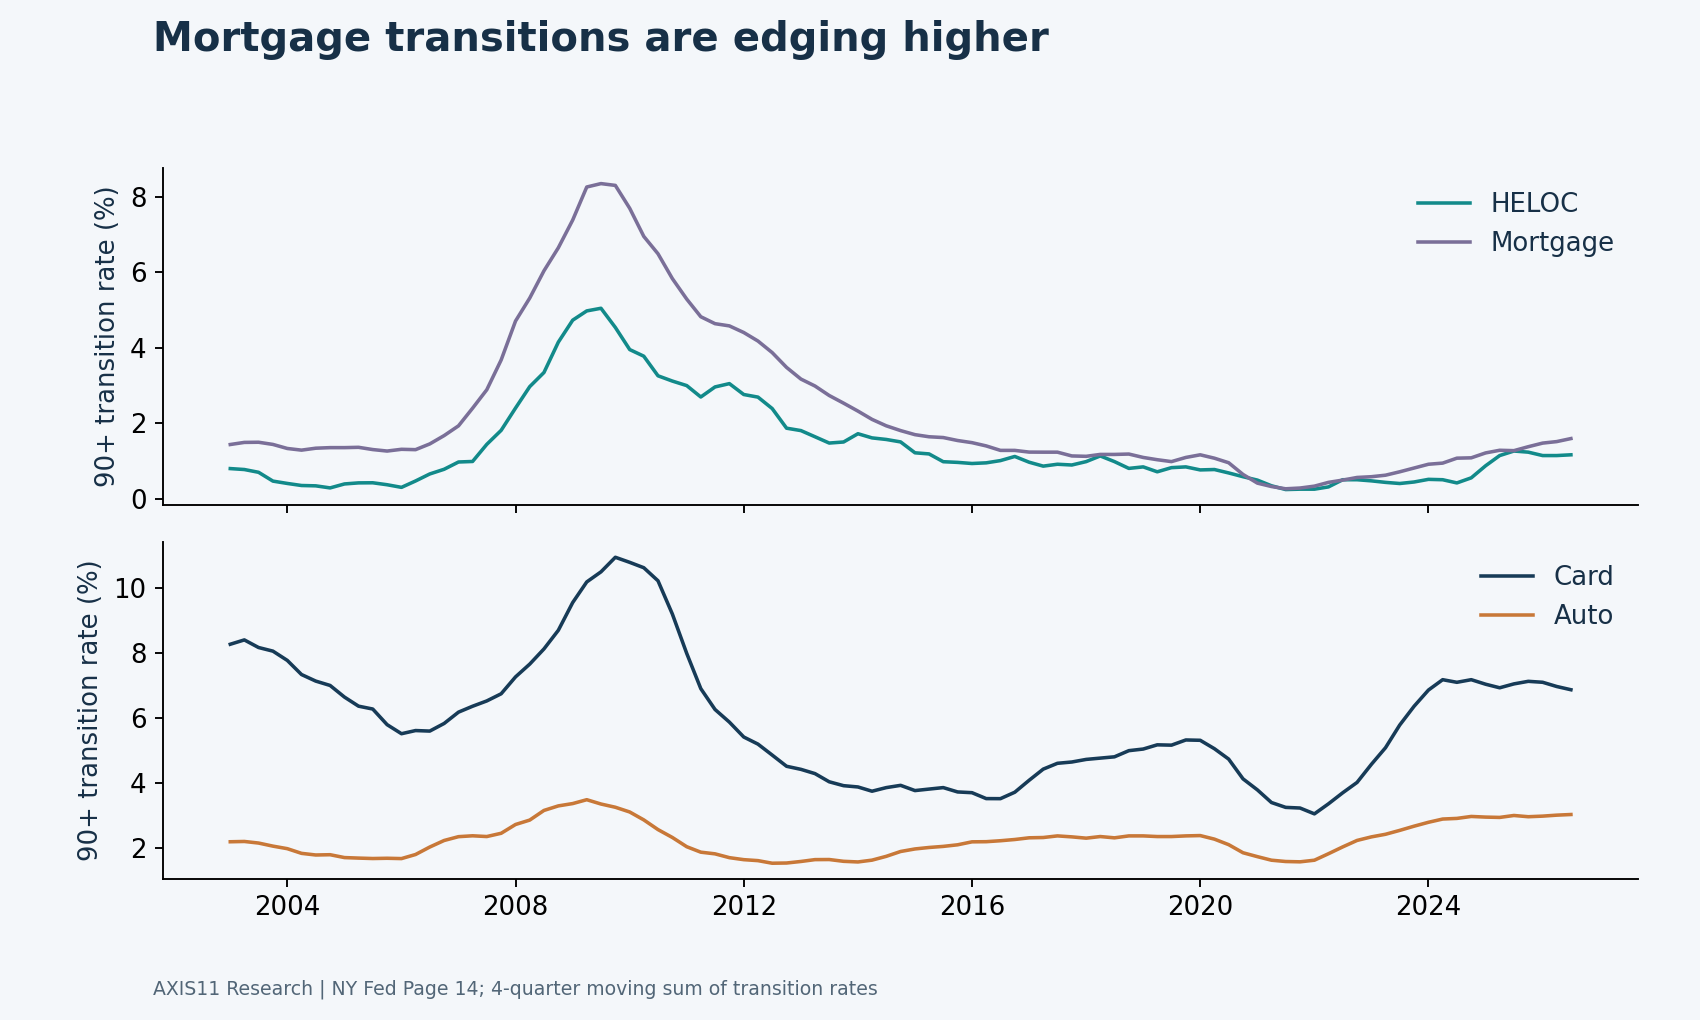 Mortgage transitions are edging higher
90+ transition rate (%)
8
6
4
2
0
HELOC
Mortgage
90+ transition rate (%)
10
8
6
4
2
Card
Auto
2004 2008 2012 2016 2020 2024
AXIS11 Research | NY Fed Page 14; 4-quarter moving sum of transition rates